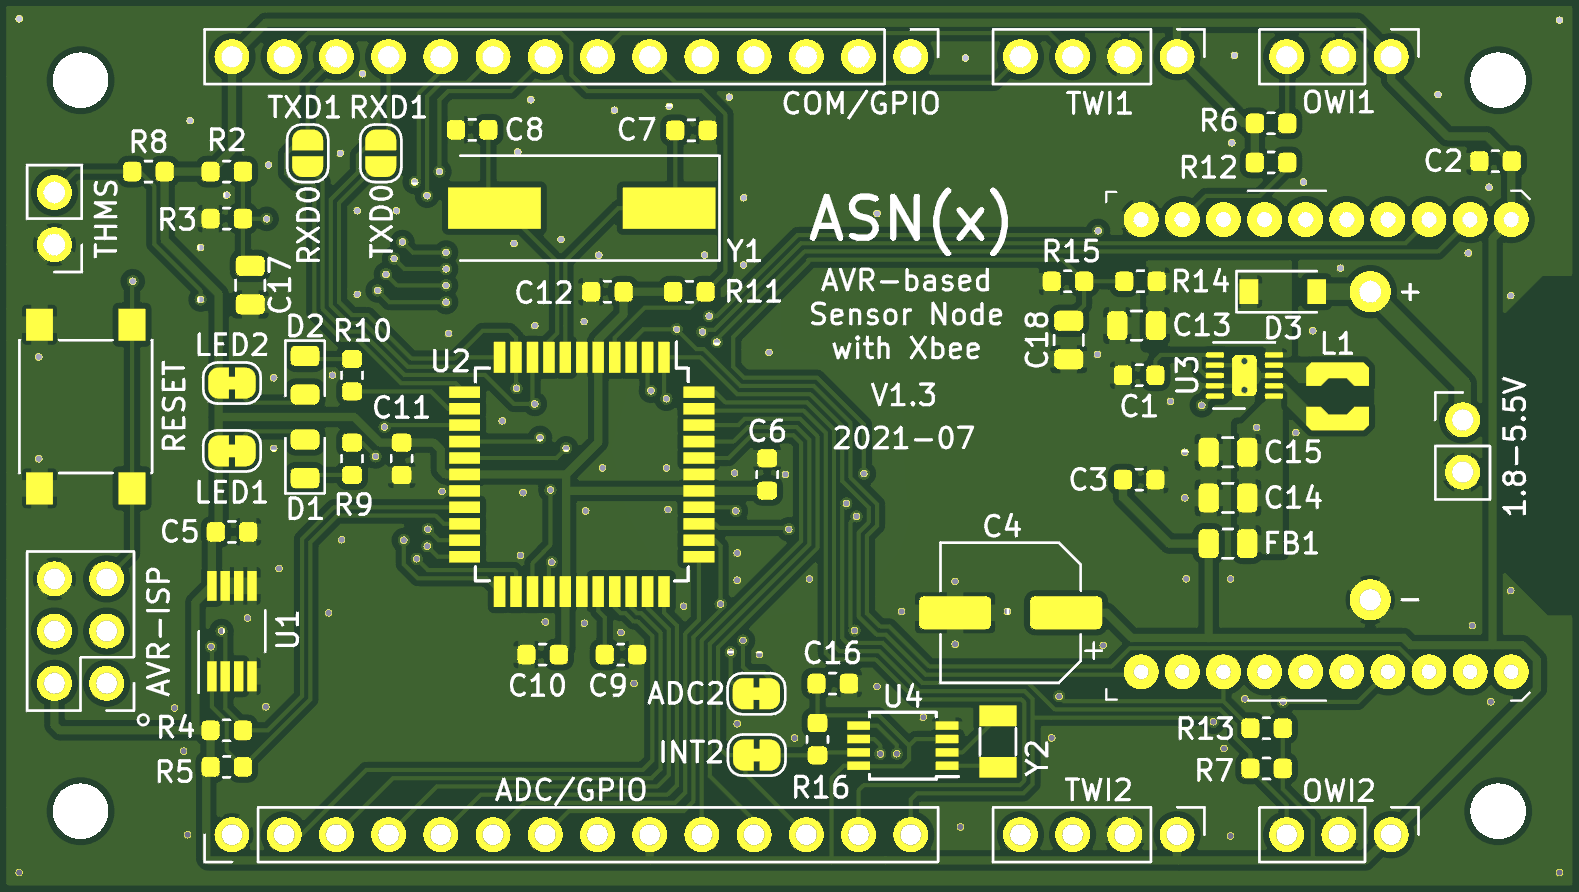 COM/GPIO
TWI1
OWI1
TXD1
RXD1
C8
C7
R6
R12
C2
R8
R2
R3
THMS
RXD0
TXD0
Y1
ASN(x)
AVR-based
Sensor Node
with Xbee
V1.3
2021-07
R15
R14
C17
C12
R11
C18
C13
D3
+
D2
R10
LED2
U2
U3
L1
C1
RESET
C11
C6
1.8-5.5V
LED1
D1
R9
C3
C15
C14
FB1
C5
C4
AVR-ISP
U1
−
+
C10
C9
C16
ADC2
U4
R4
R5
INT2
R16
Y2
R13
R7
ADC/GPIO
TWI2
OWI2